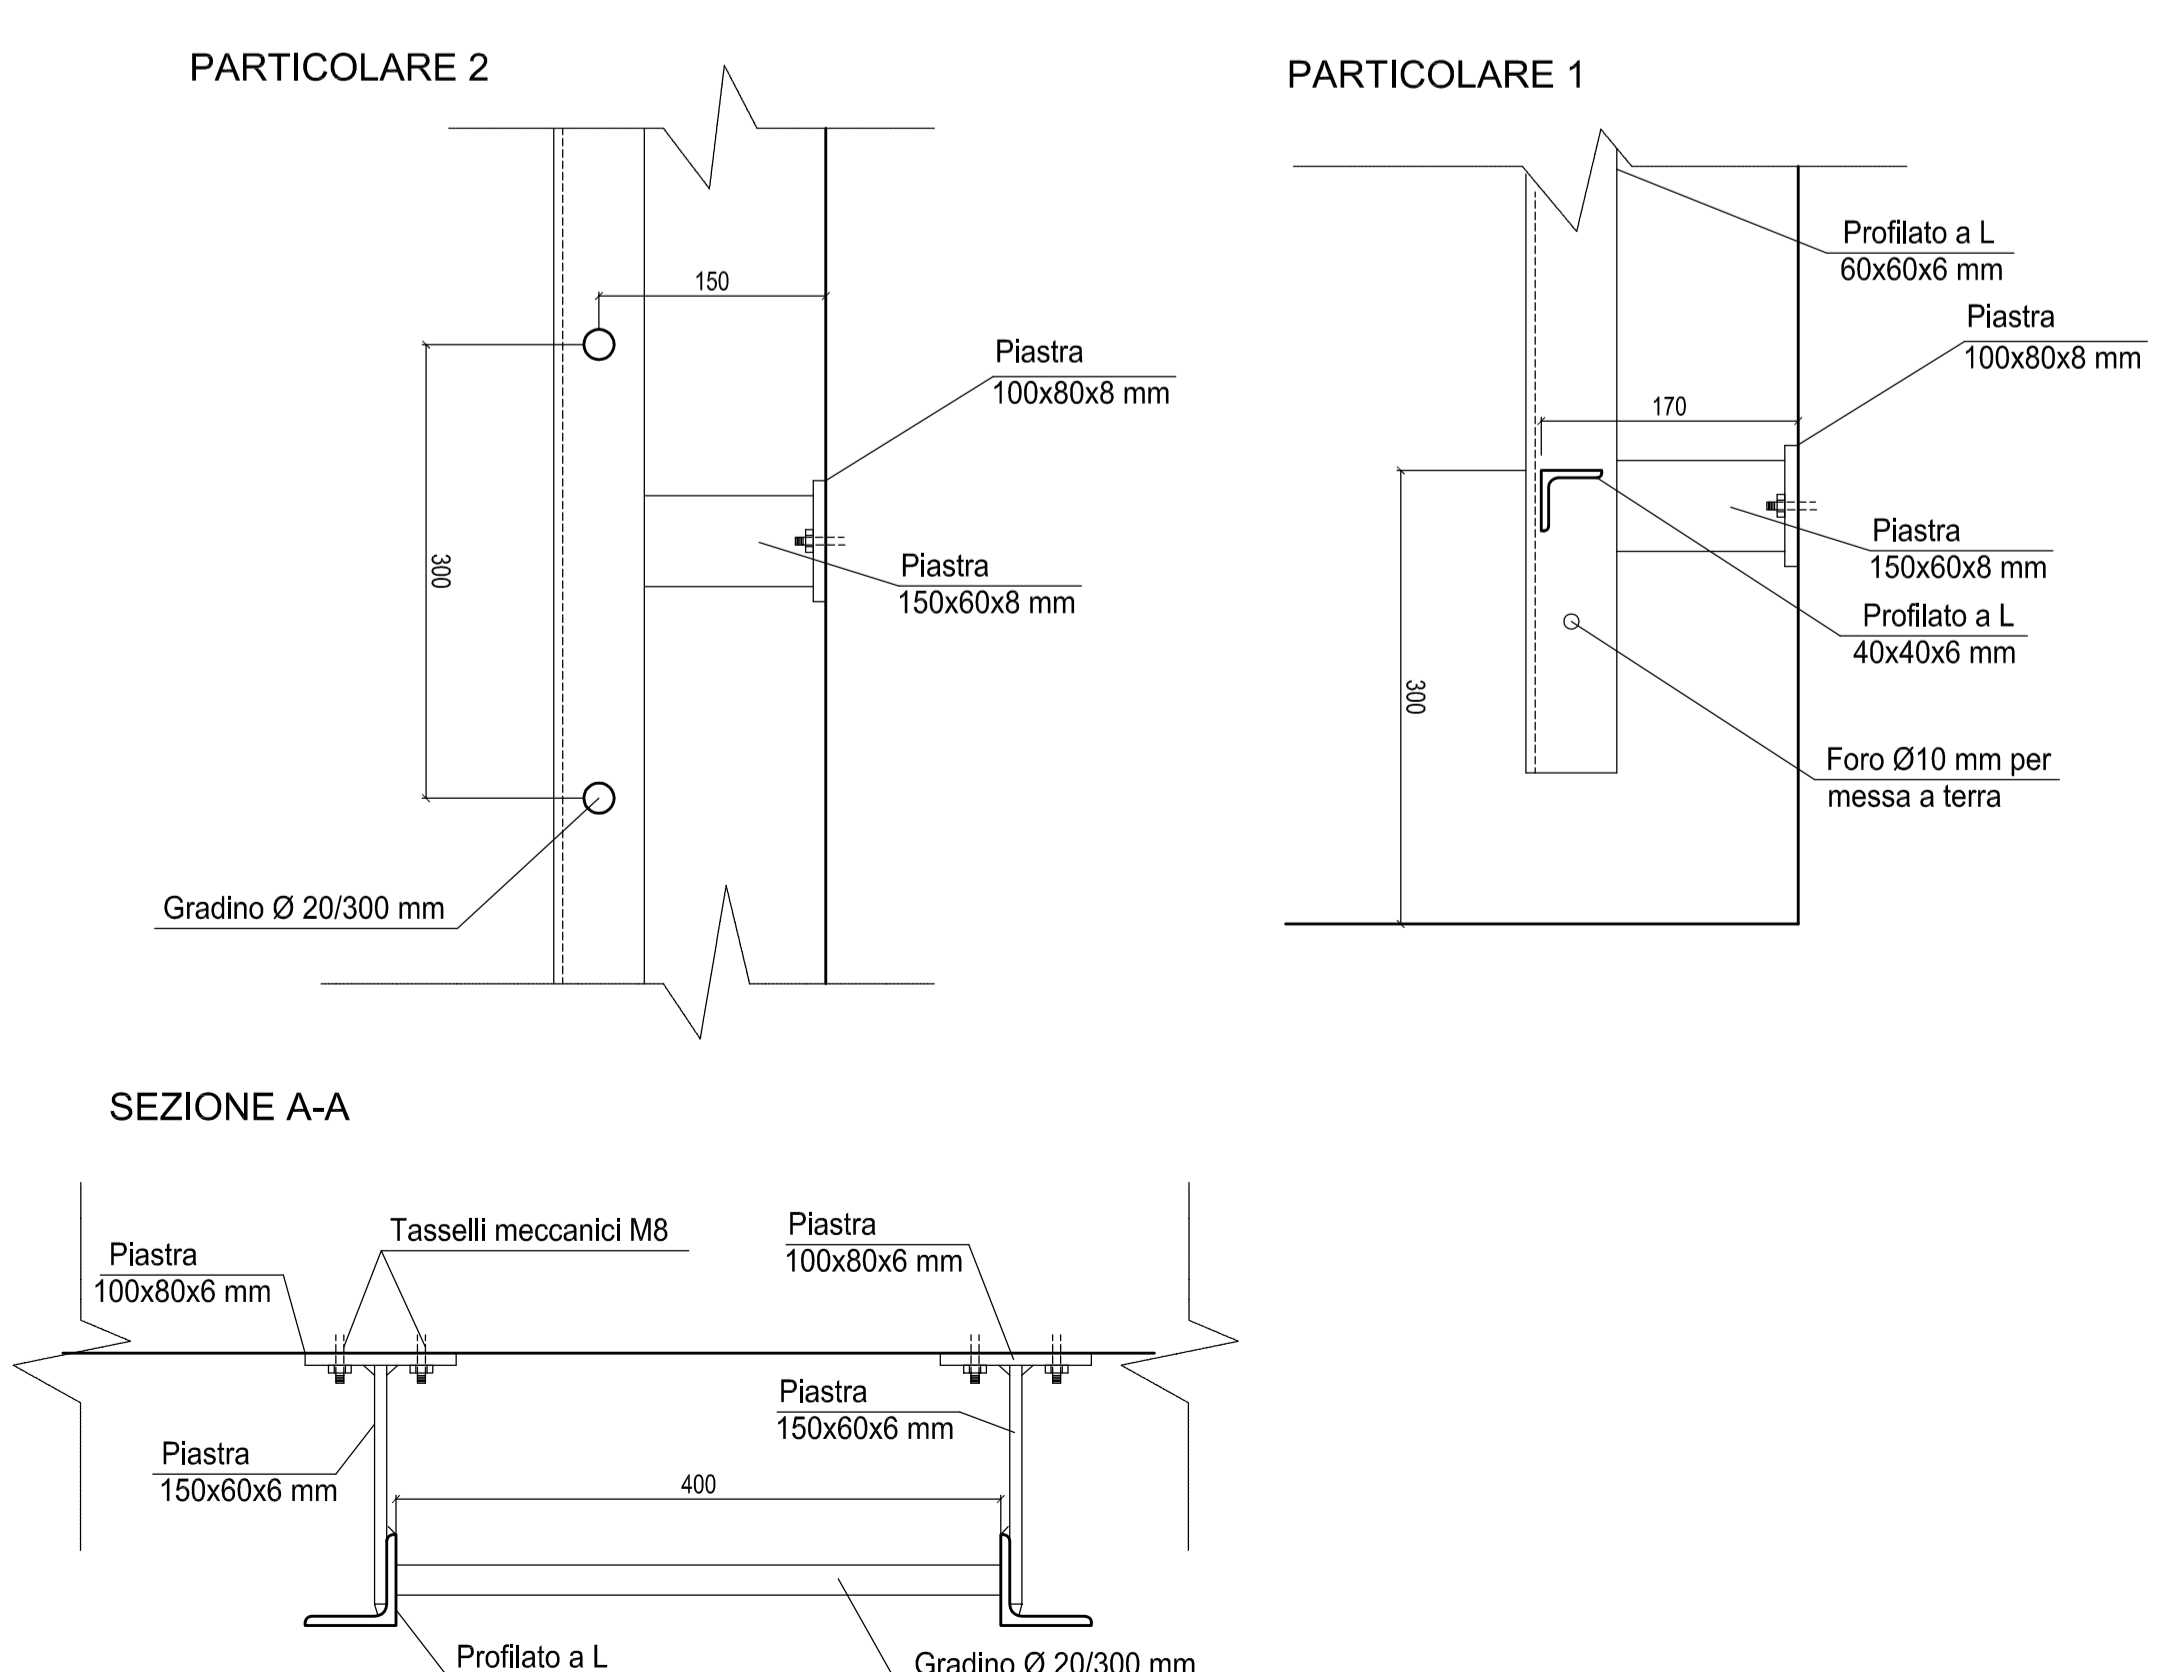 PARTICOLARE 2
150
300
Piastra
100x80x8 mm
Piastra
150x60x8 mm
Gradino Ø 20/300 mm
PARTICOLARE 1
Profilato a L
60x60x6 mm
Piastra
100x80x8 mm
170
Piastra
150x60x8 mm
Profilato a L
40x40x6 mm
300
Foro Ø10 mm per
messa a terra
SEZIONE A-A
Piastra
100x80x6 mm
Tasselli meccanici M8
Piastra
100x80x6 mm
Piastra
150x60x6 mm
Piastra
150x60x6 mm
400
Profilato a L
Gradino Ø 20/300 mm